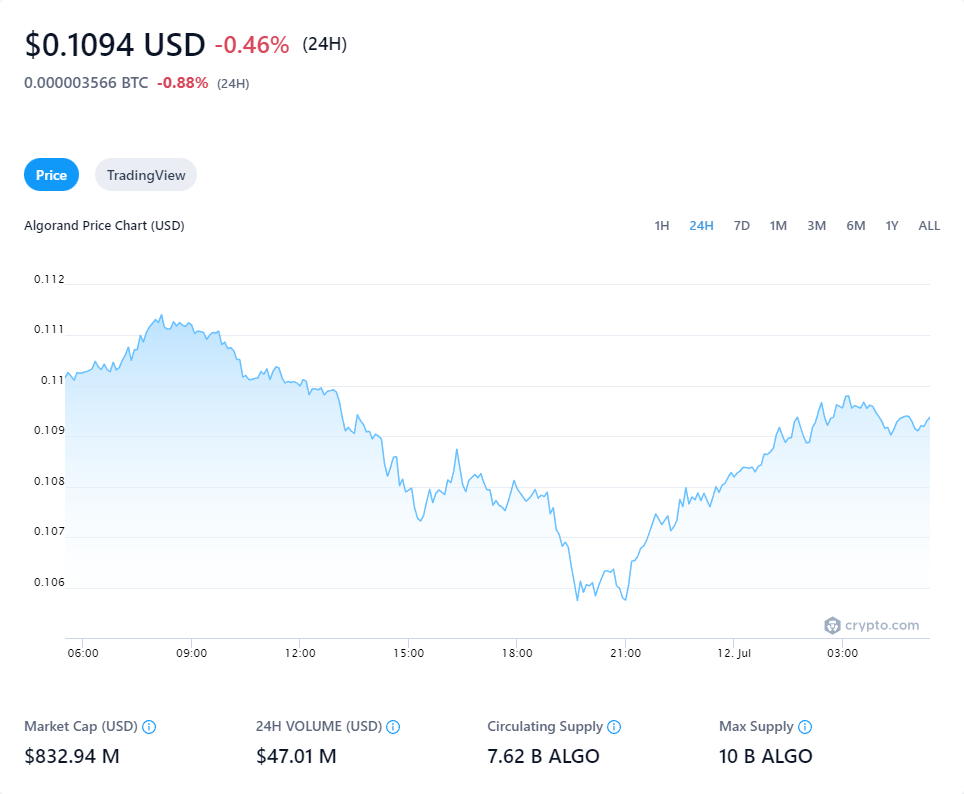 $0.1094 USD -0.46% (24H)
0.000003566 BTC -0.88% (24H)
Price TradingView
Algorand Price Chart (USD) 1H 24H 7D 1M 3M 6M 1Y ALL
0.112
0.111
0.11
0.109
0.108
0.107
0.106
crypto.com
06:00 09:00 12:00 15:00 18:00 21:00 12. Jul 03:00
Market Cap (USD) 24H VOLUME (USD) Circulating Supply Max Supply
$832.94 M $47.01 M 7.62 B ALGO 10 B ALGO